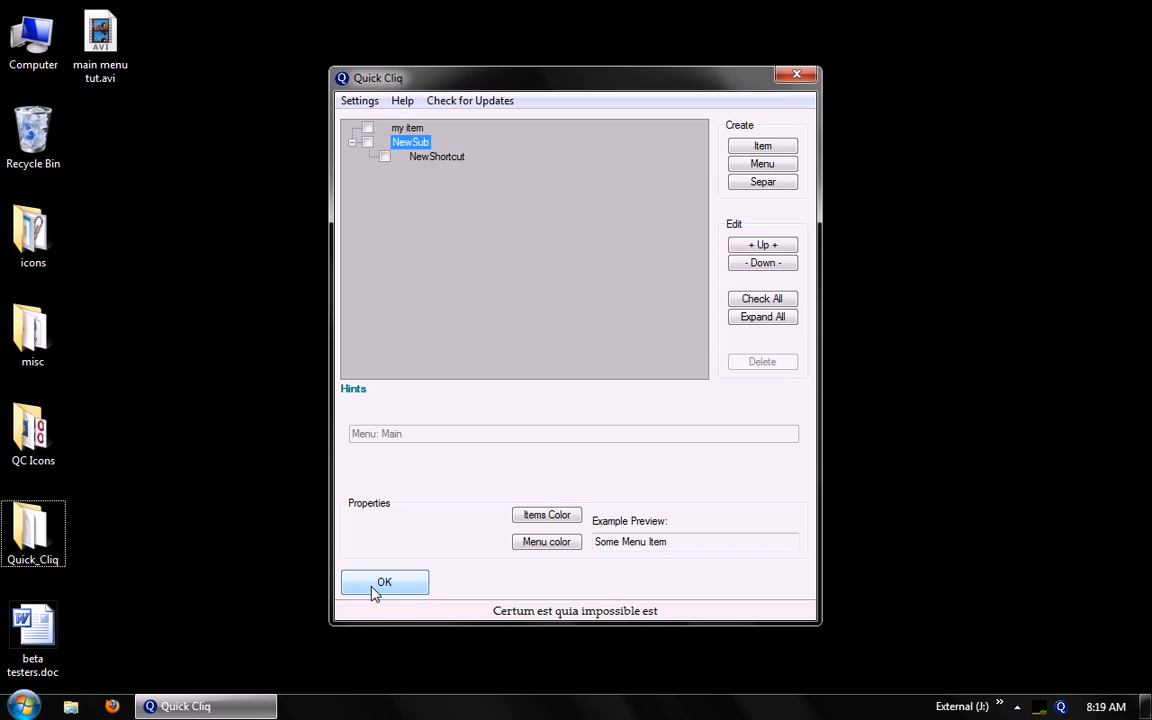 Computer
main menu
tut.avi
AVI
Recycle Bin
icons
misc
QC Icons
Quick_Cliq
beta
testers.doc
Quick Cliq
Settings Help Check for Updates
my item
NewSub
NewShortcut
Create
Item
Menu
Separ
Edit
+ Up +
- Down -
Check All
Expand All
Delete
Hints
Menu: Main
Properties
Items Color
Example Preview:
Menu color
Some Menu Item
OK
Certum est quia impossible est
Quick Cliq
External (J:)
8:19 AM